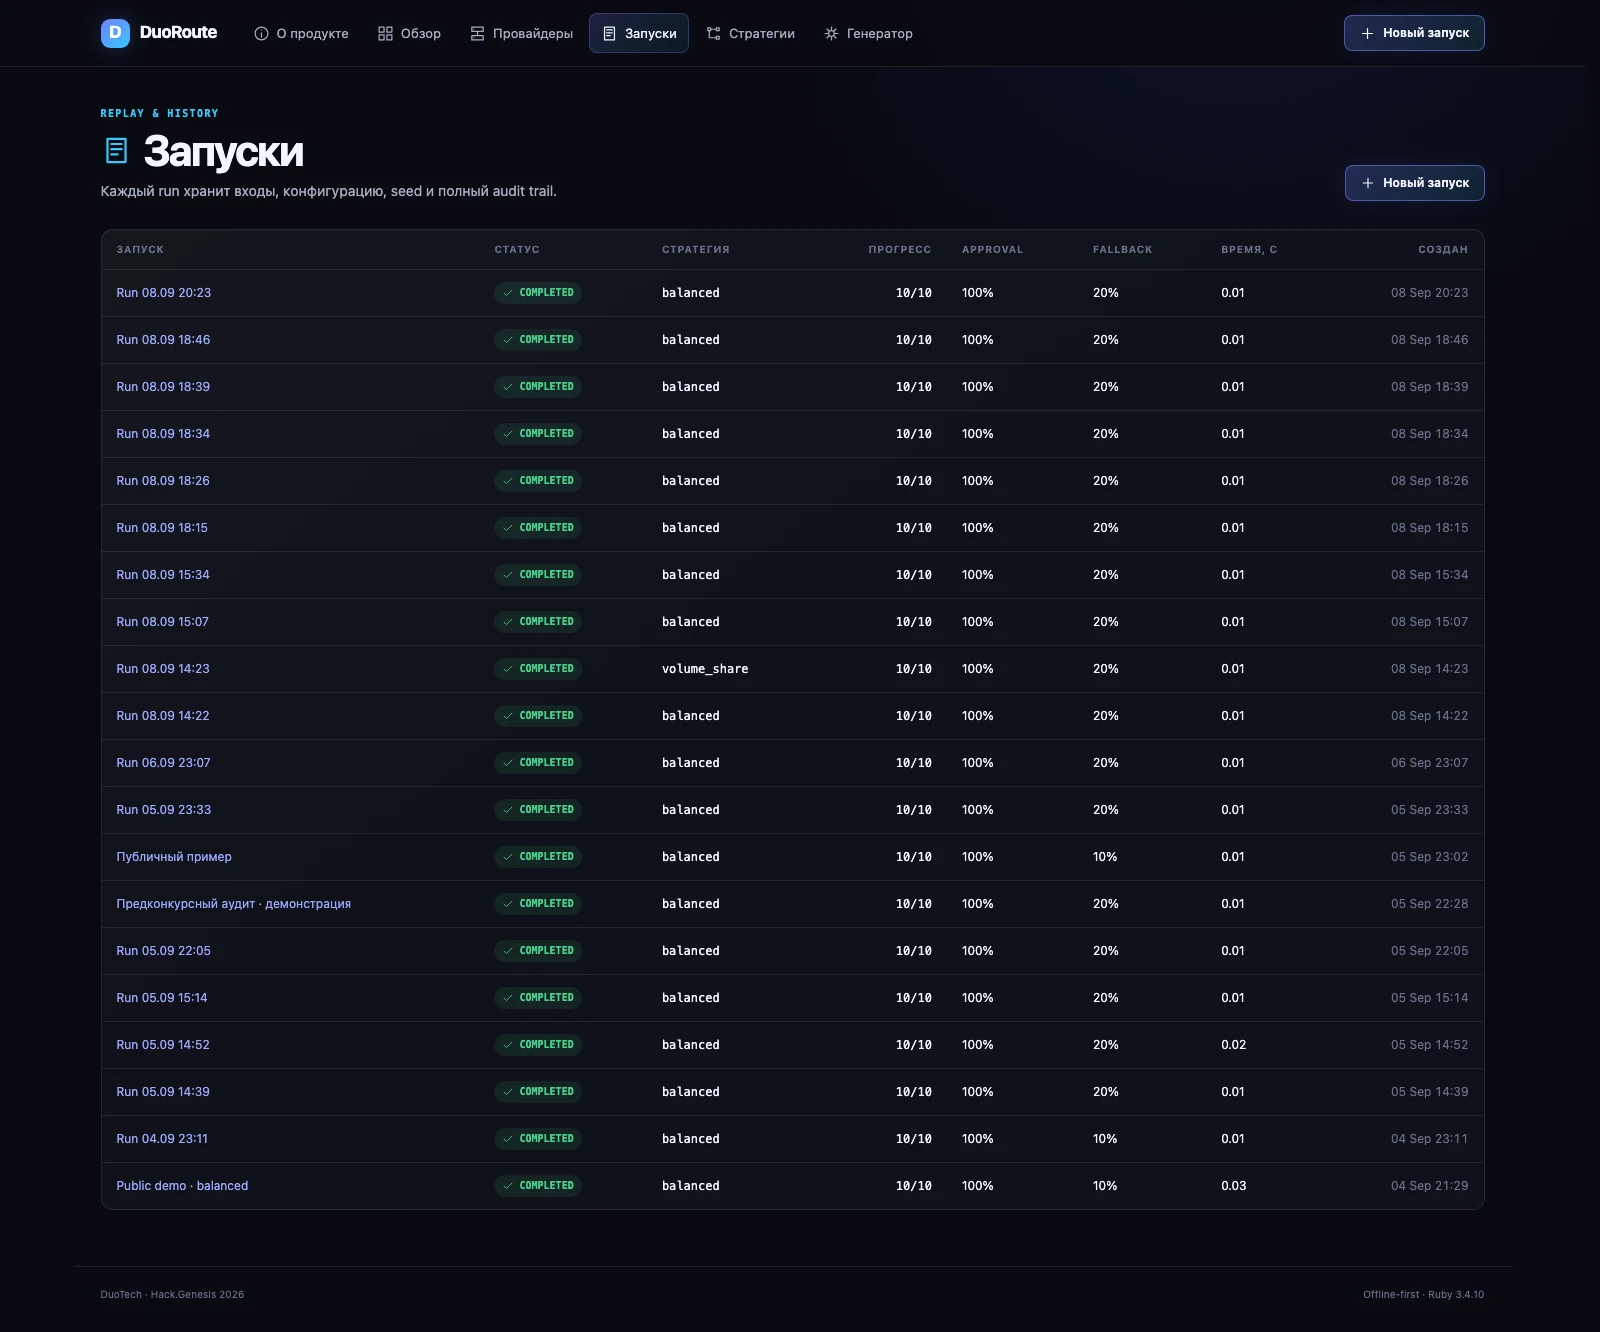 D DuoRoute О продукте Обзор Провайдеры Запуски Стратегии Генератор Новый запуск
REPLAY & HISTORY
Запуски
Каждый run хранит входы, конфигурацию, seed и полный audit trail.
Новый запуск
ЗАПУСК СТАТУС СТРАТЕГИЯ ПРОГРЕСС APPROVAL FALLBACK ВРЕМЯ, С СОЗДАН
Run 08.09 20:23 COMPLETED balanced 10/10 100% 20% 0.01 08 Sep 20:23
Run 08.09 18:46 COMPLETED balanced 10/10 100% 20% 0.01 08 Sep 18:46
Run 08.09 18:39 COMPLETED balanced 10/10 100% 20% 0.01 08 Sep 18:39
Run 08.09 18:34 COMPLETED balanced 10/10 100% 20% 0.01 08 Sep 18:34
Run 08.09 18:26 COMPLETED balanced 10/10 100% 20% 0.01 08 Sep 18:26
Run 08.09 18:15 COMPLETED balanced 10/10 100% 20% 0.01 08 Sep 18:15
Run 08.09 15:34 COMPLETED balanced 10/10 100% 20% 0.01 08 Sep 15:34
Run 08.09 15:07 COMPLETED balanced 10/10 100% 20% 0.01 08 Sep 15:07
Run 08.09 14:23 COMPLETED volume_share 10/10 100% 20% 0.01 08 Sep 14:23
Run 08.09 14:22 COMPLETED balanced 10/10 100% 20% 0.01 08 Sep 14:22
Run 06.09 23:07 COMPLETED balanced 10/10 100% 20% 0.01 06 Sep 23:07
Run 05.09 23:33 COMPLETED balanced 10/10 100% 20% 0.01 05 Sep 23:33
Публичный пример COMPLETED balanced 10/10 100% 10% 0.01 05 Sep 23:02
Предконкурсный аудит · демонстрация COMPLETED balanced 10/10 100% 20% 0.01 05 Sep 22:28
Run 05.09 22:05 COMPLETED balanced 10/10 100% 20% 0.01 05 Sep 22:05
Run 05.09 15:14 COMPLETED balanced 10/10 100% 20% 0.01 05 Sep 15:14
Run 05.09 14:52 COMPLETED balanced 10/10 100% 20% 0.02 05 Sep 14:52
Run 05.09 14:39 COMPLETED balanced 10/10 100% 20% 0.01 05 Sep 14:39
Run 04.09 23:11 COMPLETED balanced 10/10 100% 10% 0.01 04 Sep 23:11
Public demo · balanced COMPLETED balanced 10/10 100% 10% 0.03 04 Sep 21:29
DuoTech · Hack.Genesis 2026 Offline-first · Ruby 3.4.10